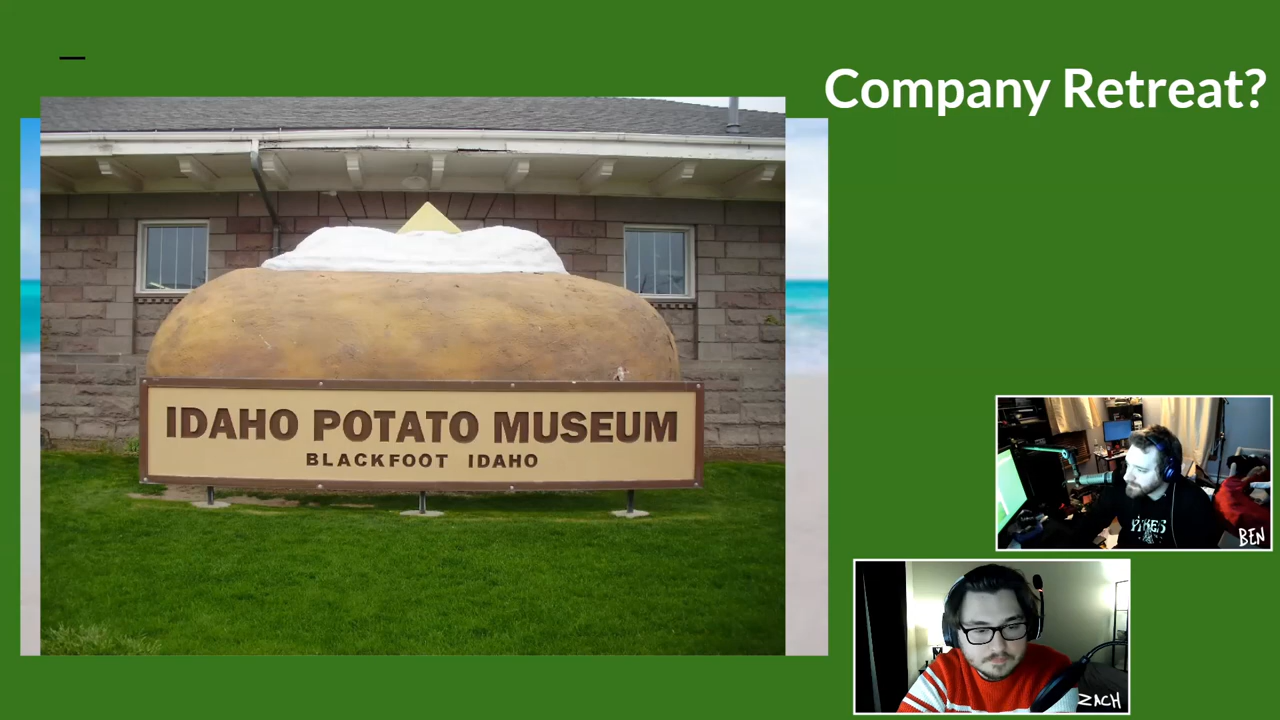 Company Retreat?
IDAHO POTATO MUSEUM
BLACKFOOT IDAHO
BEN
ZACH